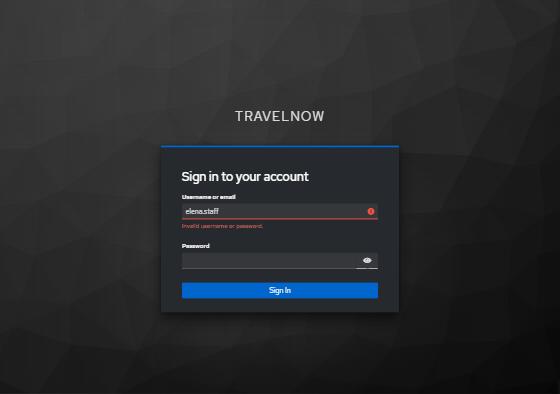 TRAVELNOW
Sign in to your account
Username or email
elena.staff
Invalid username or password.
Password
Sign In